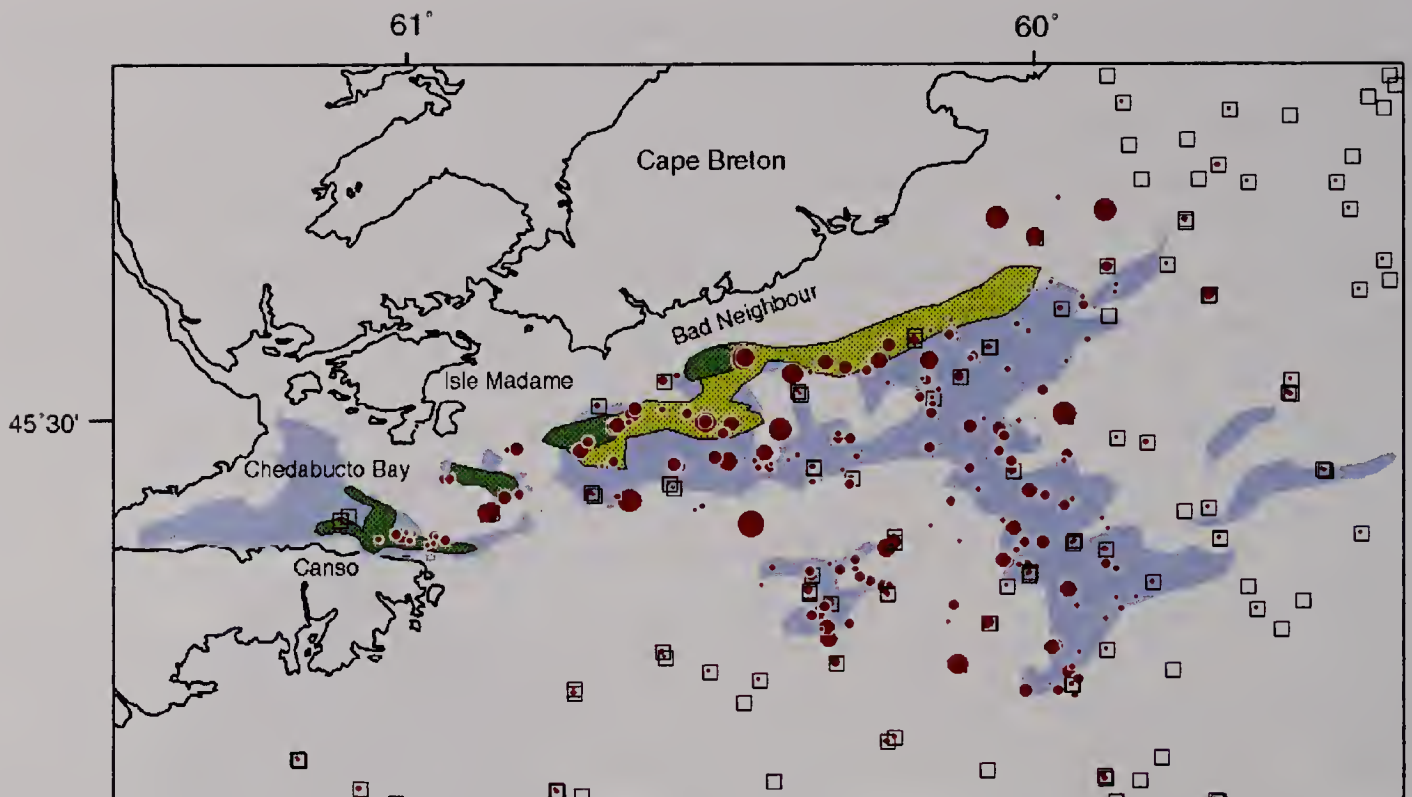 61°
60°
Cape Breton
Bad Neighbour
Isle Madame
45°30'
Chedabucto Bay
Canso